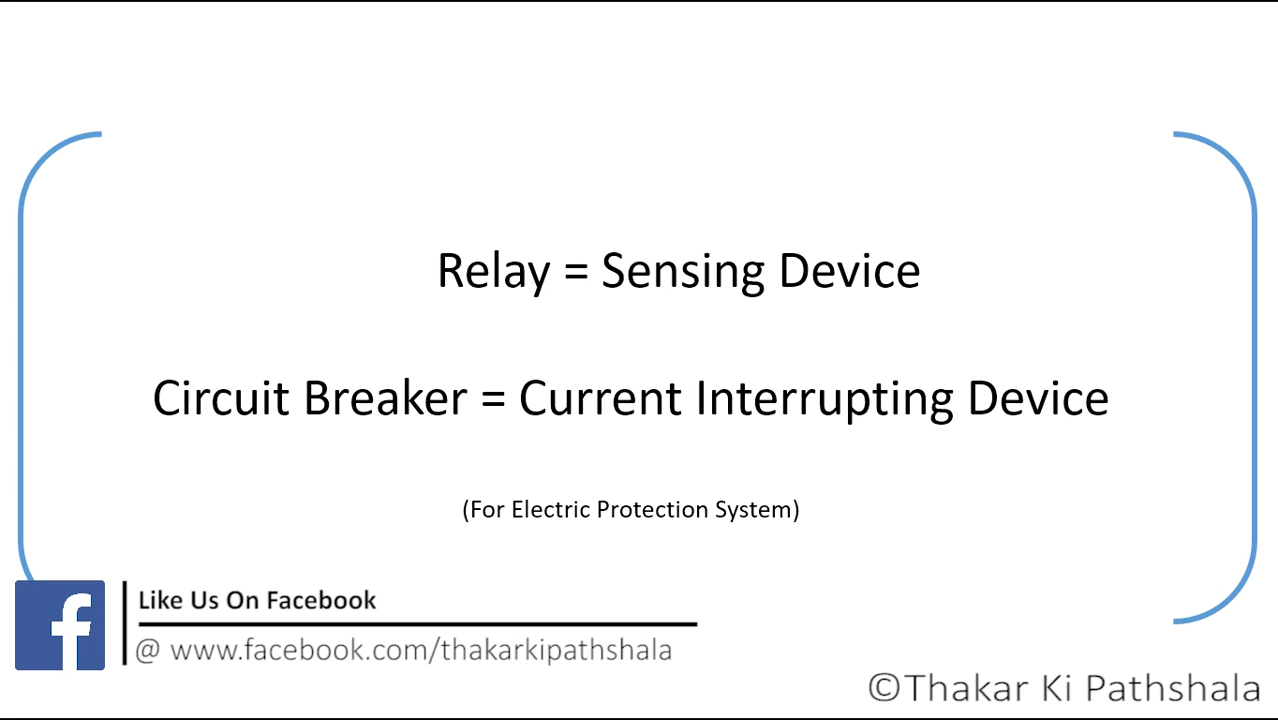 Relay = Sensing Device
Circuit Breaker = Current Interrupting Device
(For Electric Protection System)
Like Us On Facebook
@ www.facebook.com/thakarkipathshala
©Thakar Ki Pathshala